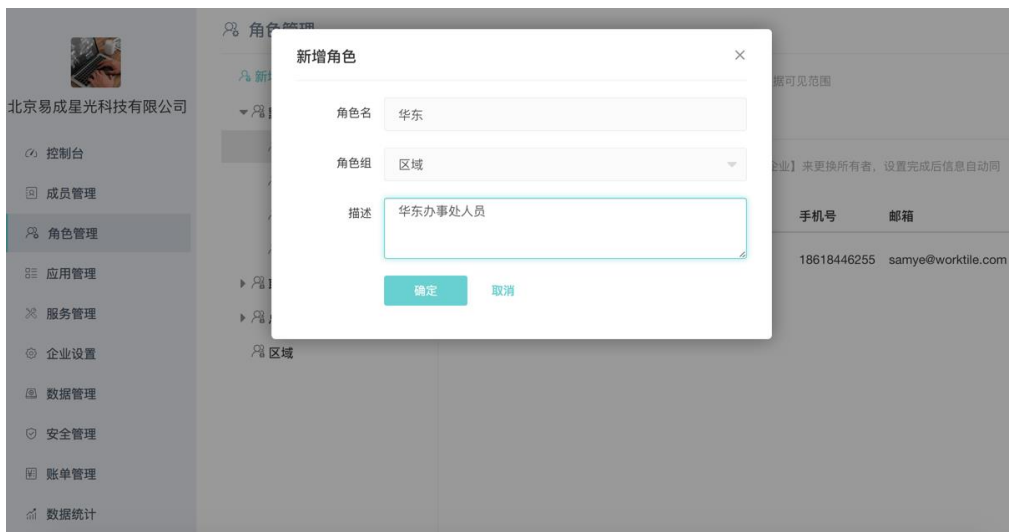 角色管理
新增角色
新增
据可见范围
北京易成星光科技有限公司
角色名
华东
控制台
角色组
区域
企业】来更换所有者，设置完成后信息自动同
成员管理
描述
华东办事处人员
手机号
邮箱
角色管理
18618446255
samye@worktile.com
应用管理
确定
取消
服务管理
企业设置
区域
数据管理
安全管理
账单管理
数据统计